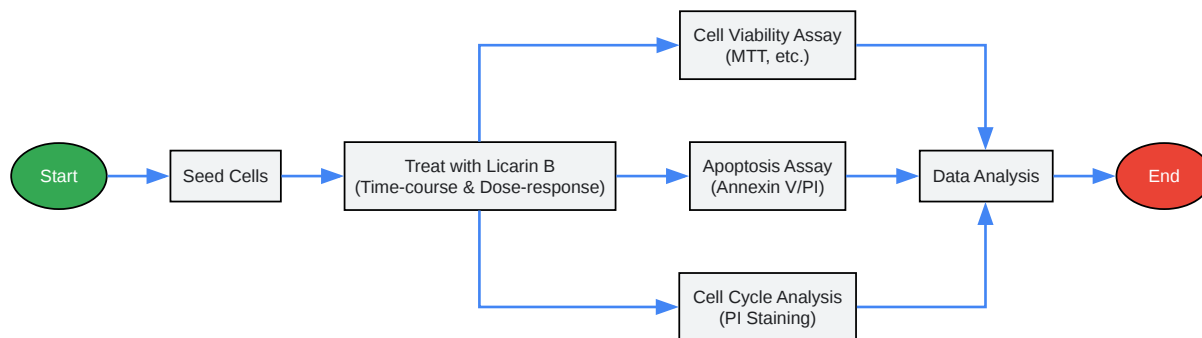 Start
Seed Cells
Treat with Licarin B
(Time-course & Dose-response)
Cell Viability Assay
(MTT, etc.)
Apoptosis Assay
(Annexin V/PI)
Cell Cycle Analysis
(PI Staining)
Data Analysis
End